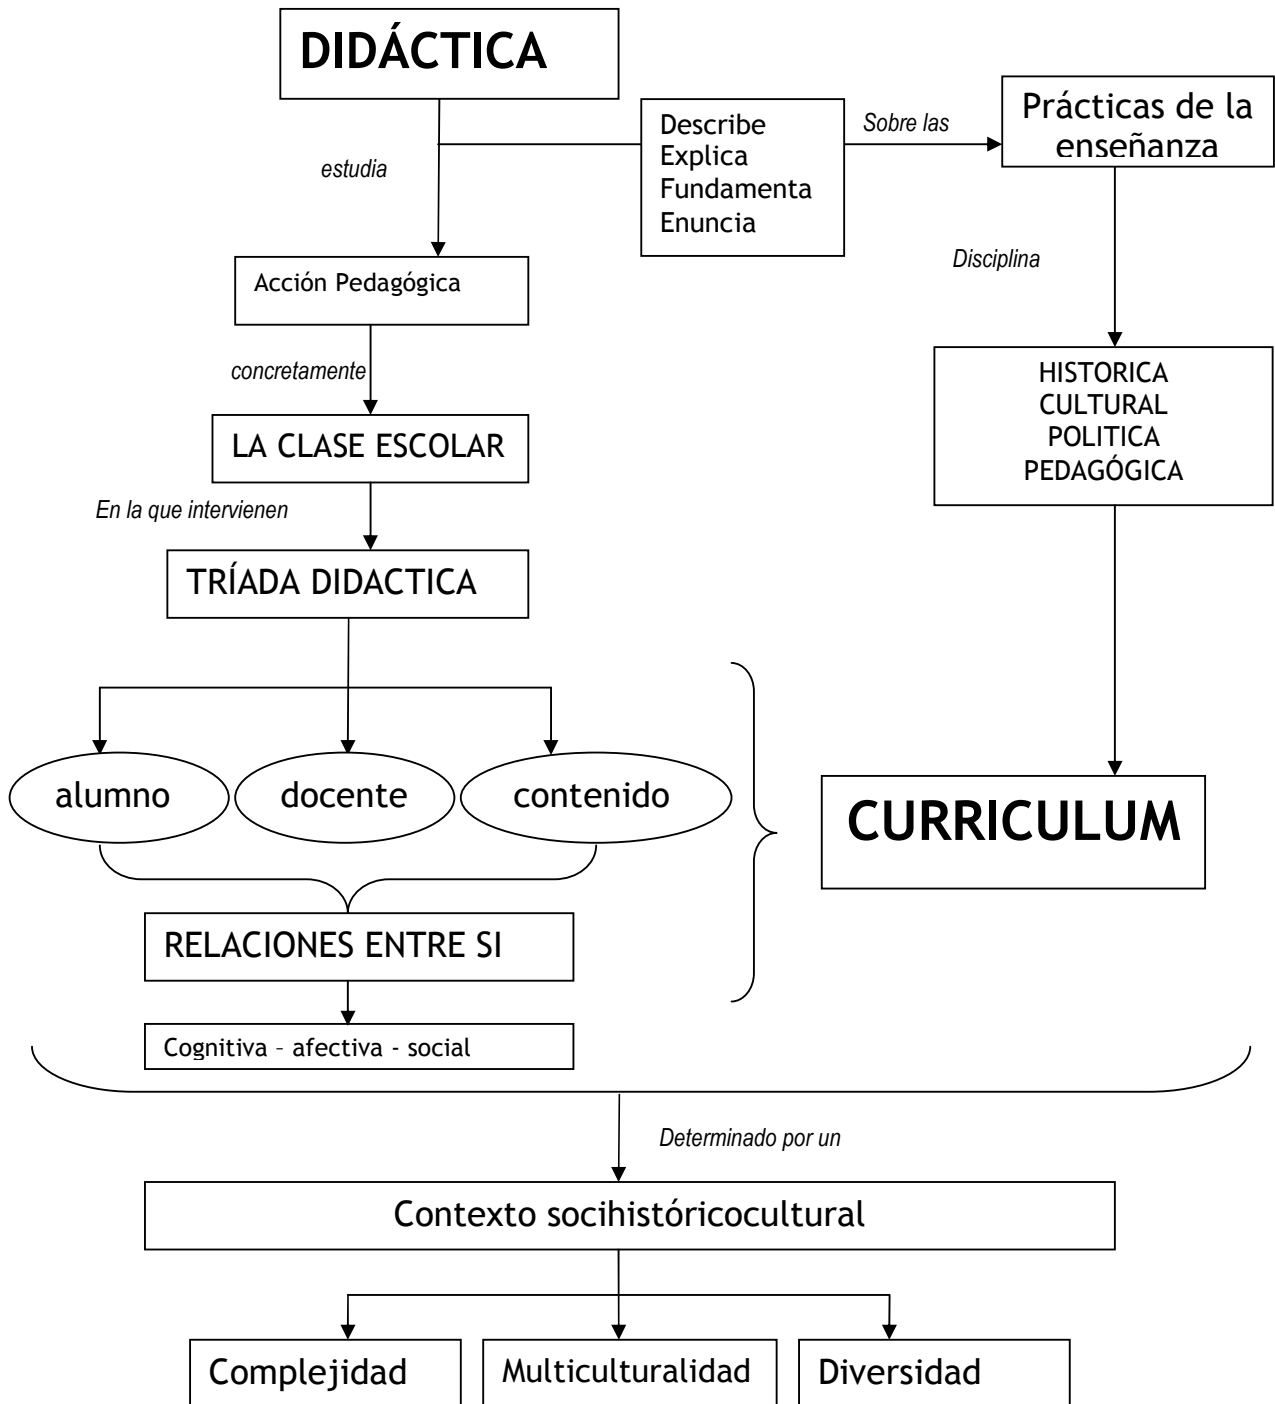 DIDÁCTICA
Describe
Explica
Fundamenta
Enuncia
Sobre las
Prácticas de la
enseñanza
estudia
Disciplina
Acción Pedagógica
concretamente
HISTORICA
CULTURAL
POLITICA
PEDAGÓGICA
LA CLASE ESCOLAR
En la que intervienen
TRÍADA DIDACTICA
alumno
docente
contenido
CURRICULUM
RELACIONES ENTRE SI
Cognitiva – afectiva - social
Determinado por un
Contexto socihistóricocultural
Complejidad
Multiculturalidad
Diversidad